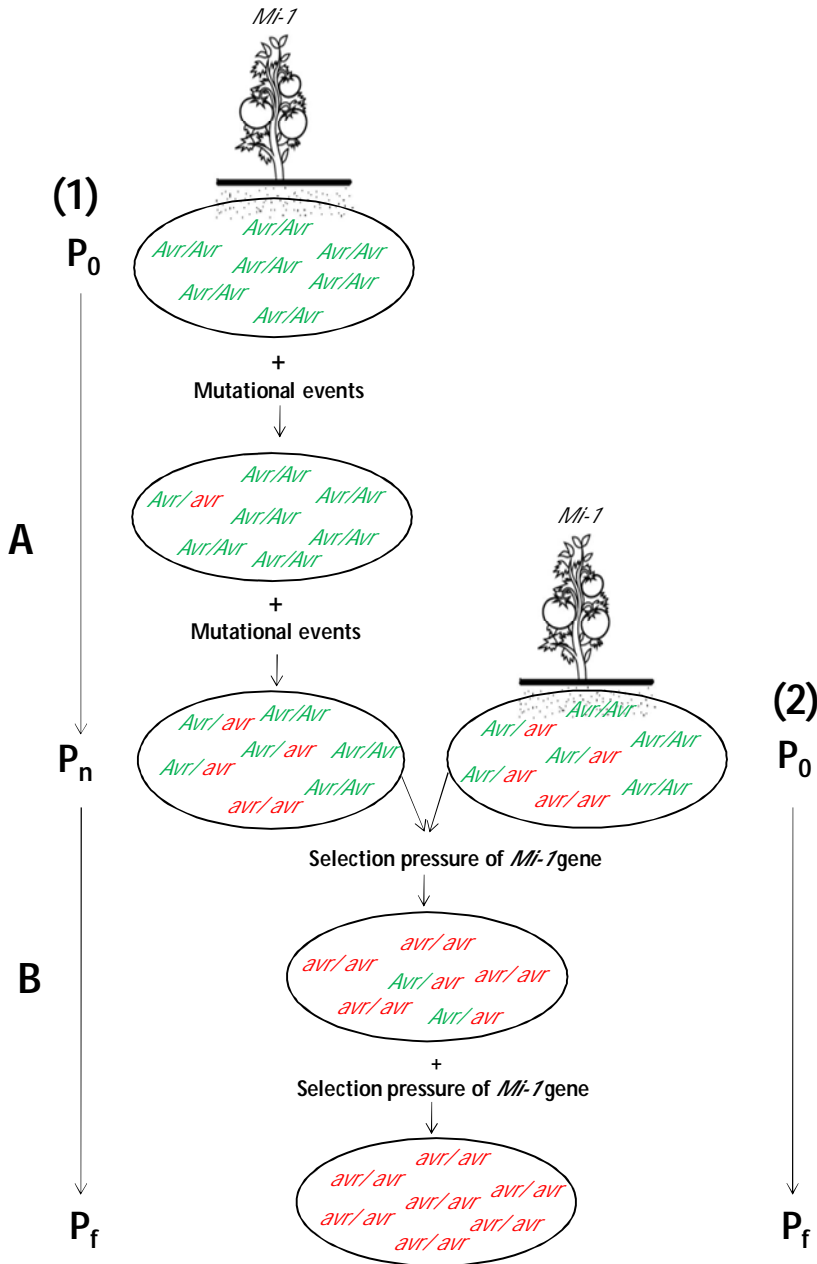 Mi-1
(1)
P0
Avr/Avr
Avr/Avr Avr/Avr
Avr/Avr
Avr/Avr Avr/Avr
Avr/Avr
+
Mutational events
A
Avr/Avr
Avr/avr Avr/Avr
Avr/Avr
Avr/Avr Avr/Avr
Avr/Avr
+
Mutational events
Mi-1
(2)
Pn
Avr/avr Avr/Avr
Avr/avr Avr/Avr
Avr/avr Avr/Avr
avr/avr
Avr/Avr
Avr/avr
Avr/avr Avr/Avr
Avr/avr
avr/avr Avr/Avr
P0
Selection pressure of Mi-1 gene
B
avr/avr
avr/avr avr/avr
Avr/avr
avr/avr Avr/avr
+
Selection pressure of Mi-1 gene
avr/avr
avr/avr avr/avr
avr/avr
avr/avr avr/avr
avr/avr
Pf
Pf